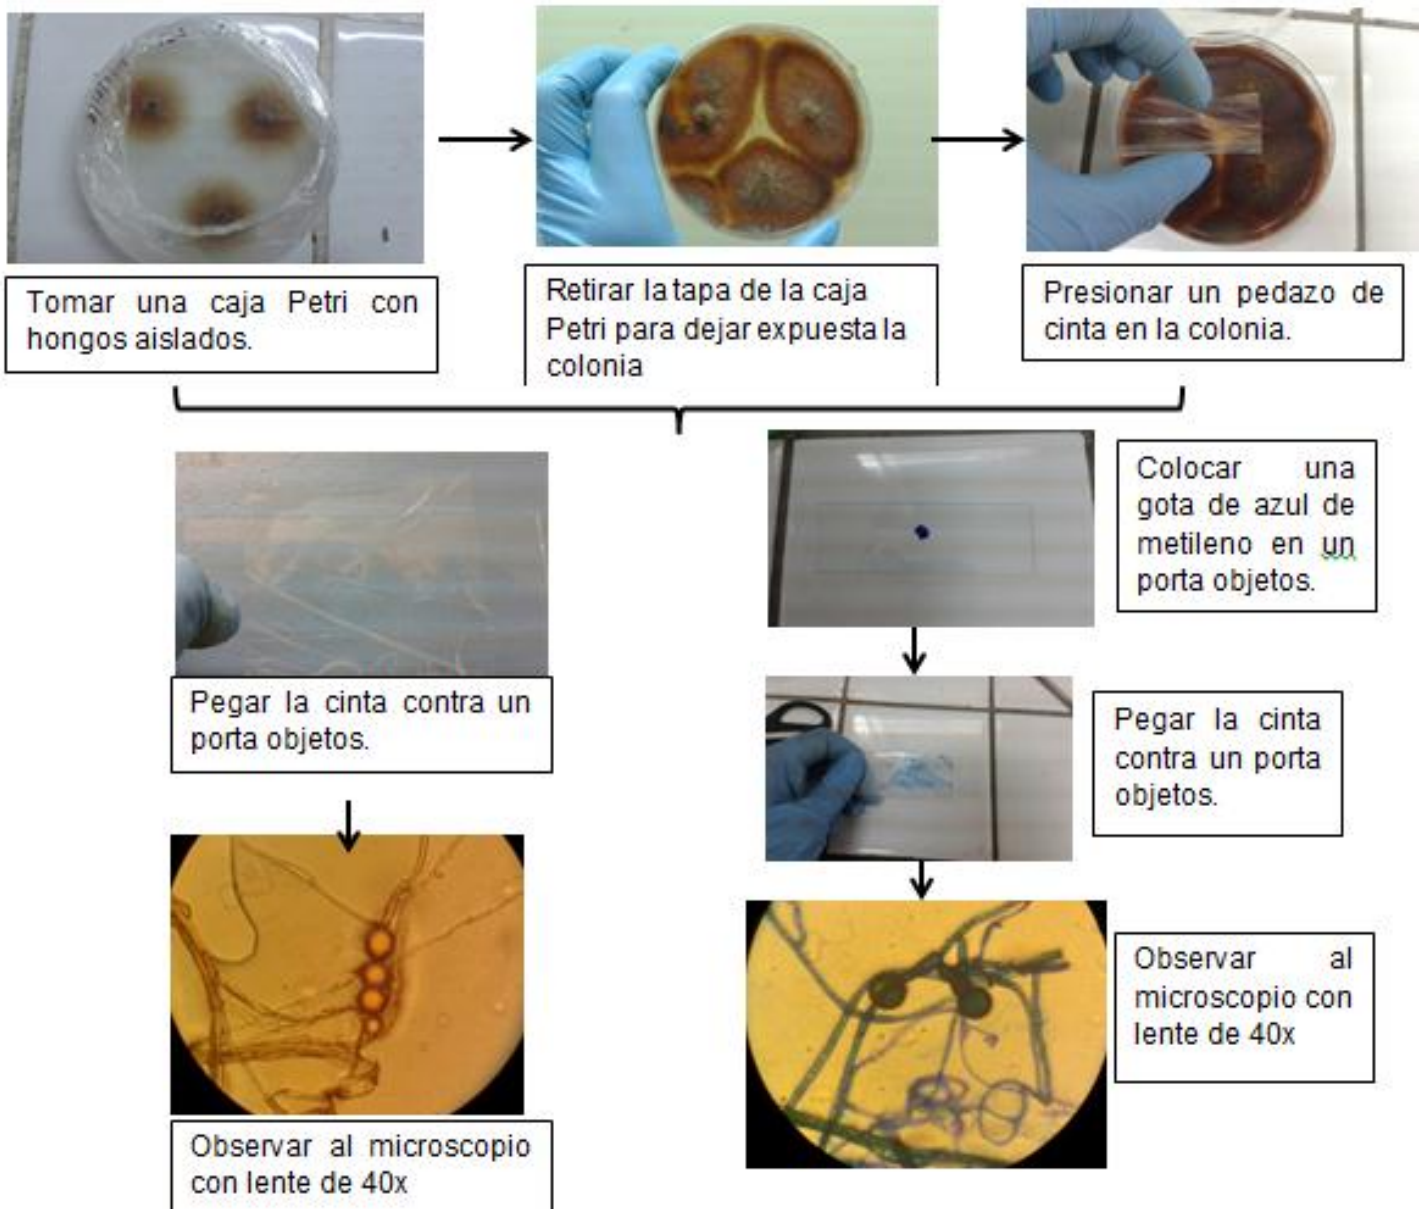 Tomar una caja Petri con
hongos aislados.
Retirar la tapa de la caja
Petri para dejar expuesta la
colonia
Presionar un pedazo de
cinta en la colonia.
Pegar la cinta contra un
porta objetos.
Observar al microscopio
con lente de 40x
Colocar una
gota de azul de
metileno en un
porta objetos.
Pegar la cinta
contra un porta
objetos.
Observar al
microscopio con
lente de 40x